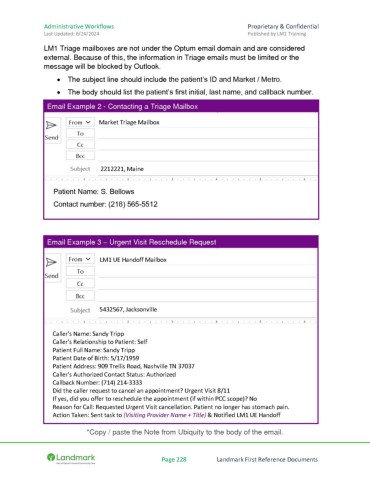 Administrative Workflows Proprietary & Confidential
Last Updated: 6/24/2024 Published by LM1 Training
LM1 Triage mailboxes are not under the Optum email domain and are considered
external. Because of this, the information in Triage emails must be limited or the
message will be blocked by Outlook.
• The subject line should include the patient's ID and Market / Metro.
• The body should list the patient's first initial, last name, and callback number.
Email Example 2 - Contacting a Triage Mailbox
From Market Triage Mailbox
Send
To
Cc
Bcc
Subject 2212221, Maine
Patient Name: S. Bellows
Contact number: (218) 565-5512
Email Example 3 – Urgent Visit Reschedule Request
From LM1 UE Handoff Mailbox
Send
To
Cc
Bcc
Subject 5432567, Jacksonville
Caller's Name: Sandy Tripp
Caller's Relationship to Patient: Self
Patient Full Name: Sandy Tripp
Patient Date of Birth: 5/17/1959
Patient Address: 909 Trellis Road, Nashville TN 37037
Caller's Authorized Contact Status: Authorized
Callback Number: (714) 214-3333
Did the caller request to cancel an appointment? Urgent Visit 8/11
If yes, did you offer to reschedule the appointment (if within PCC scope)? No
Reason for Call: Requested Urgent Visit cancellation. Patient no longer has stomach pain.
Action Taken: Sent task to (Visiting Provider Name + Title) & Notified LM1 UE Handoff
*Copy / paste the Note from Ubiquity to the body of the email.
Landmark Page 228 Landmark First Reference Documents